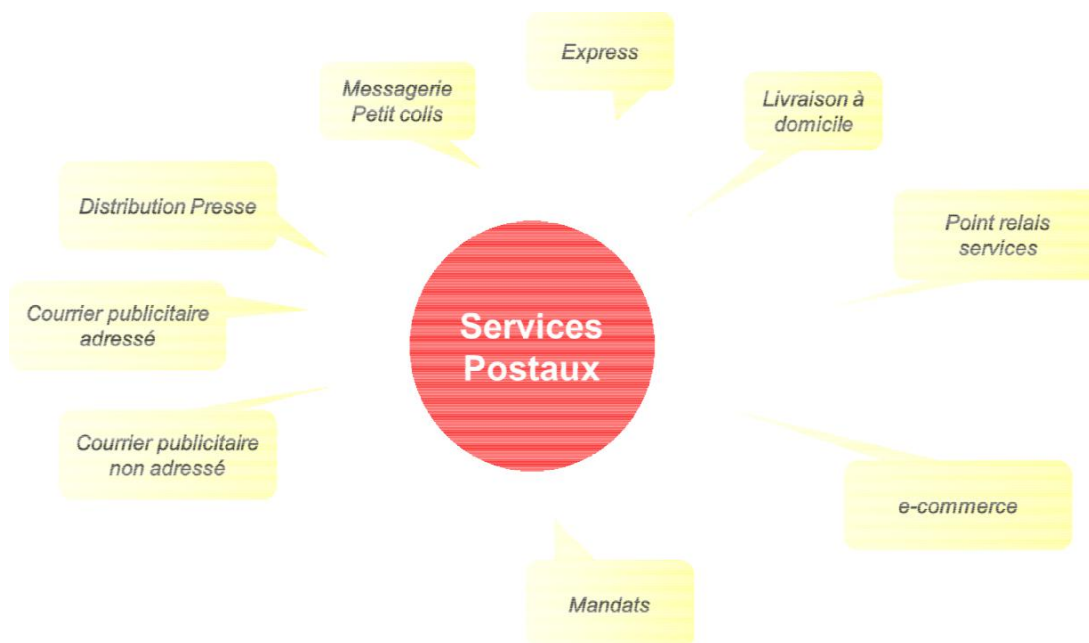 Express
Messagerie
Petit colis
Livraison à
domicile
Distribution Presse
Point relais
services
Courrier publicitaire
adressé
Services
Postaux
Courrier publicitaire
non adressé
e-commerce
Mandats